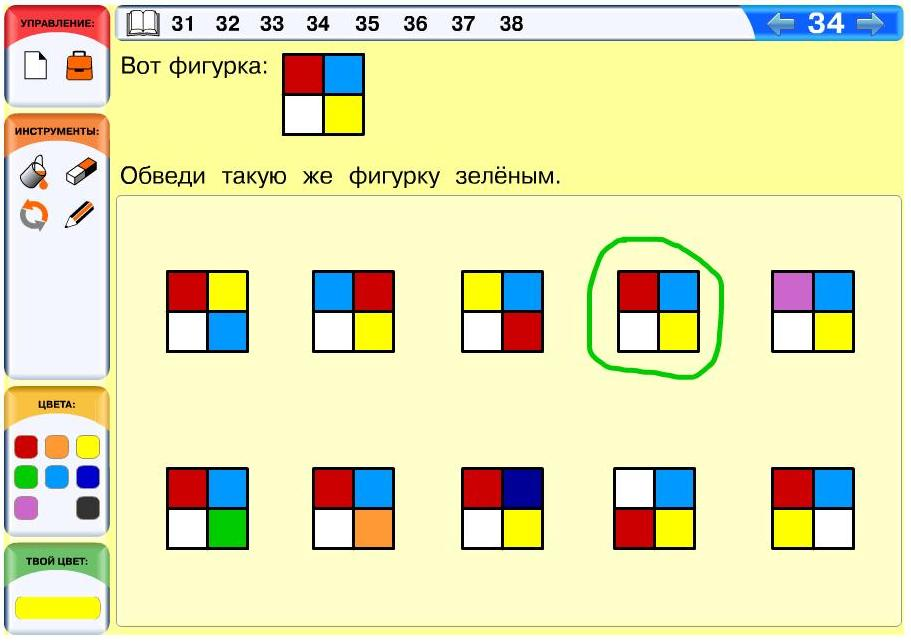 УПРАВЛЕНИЕ:
31 32 33 34 35 36 37 38
34
Вот фигурка:
ИНСТРУМЕНТЫ:
Обведи такую же фигурку зелёным.
ЦВЕТА:
ТВОЙ ЦВЕТ: